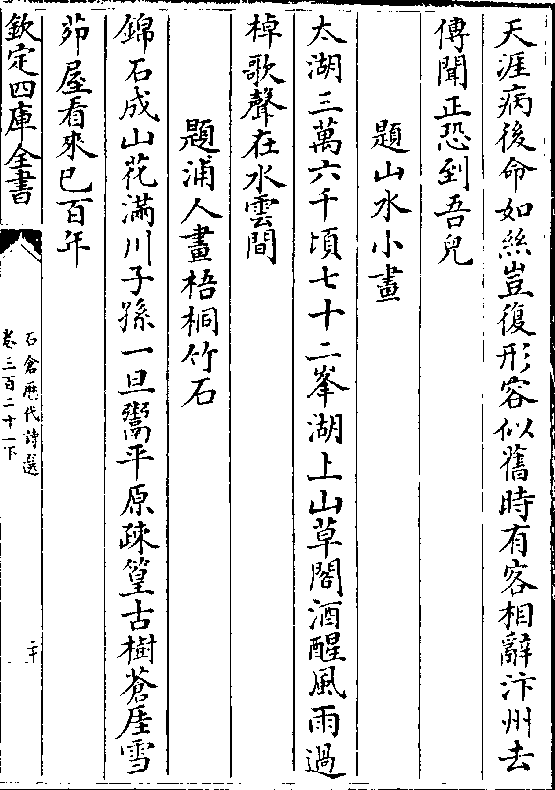 天涯病後命如絲豈復形容似舊時有客相辭汴州去
傳聞正恐到吾兒
題山水小畫
太湖三萬六千頃七十二峯湖上山草閣酒醒風雨過
棹歌聲在水雲間
題浦人畫梧桐竹石
錦石成山花滿川子孫一旦鬻平原疎篁古樹蒼厓雪
茆屋看來已百年
欽定四庫全書
石倉歷代詩選
卷三百二十一下
二十